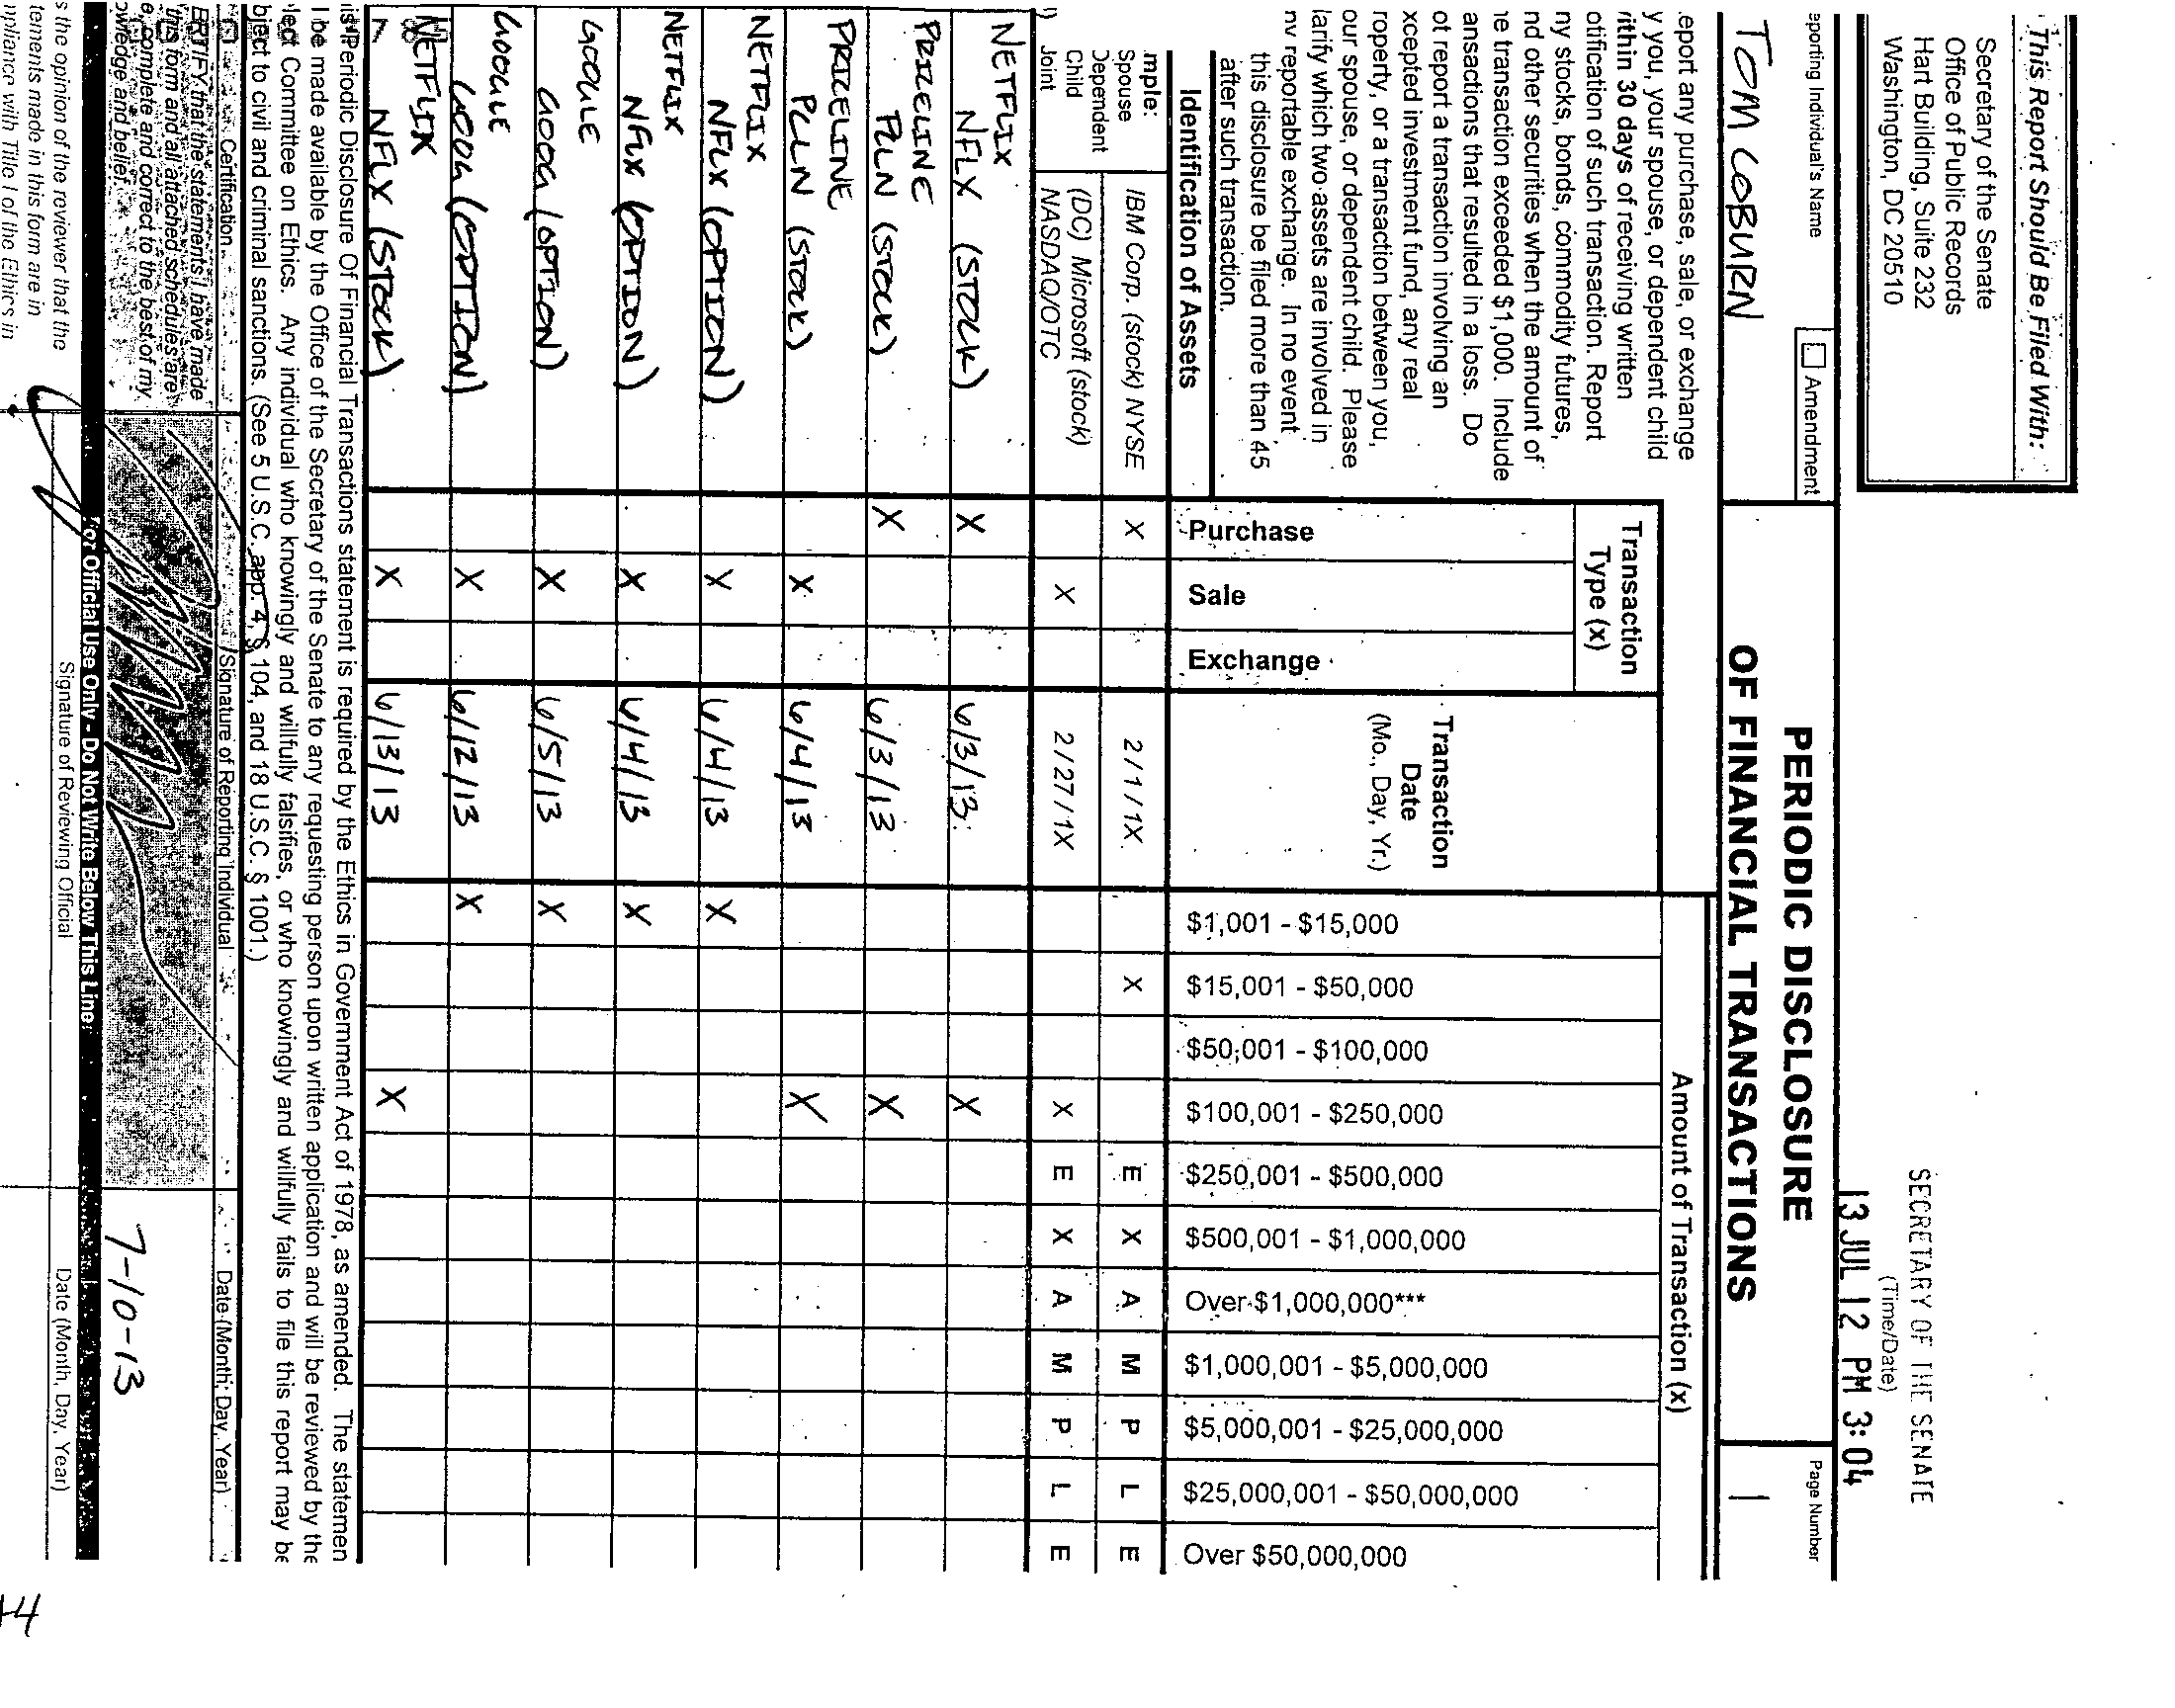 This Report Should Be Filed With:
Secretary of the Senate
Office of Public Records
Hart Building, Suite 232
Washington, DC 20510
SECRETARY OF THE SENATE
(Time/Date)
13 JUL 12 PM 3:04
eporting Individual's Name
TOM COBURN
Amendment
PERIODIC DISCLOSURE
OF FINANCIAL TRANSACTIONS
Page Number
1
eport any purchase, sale, or exchange
y you, your spouse, or dependent child
ithin 30 days of receiving written
otification of such transaction. Report
ny stocks, bonds, commodity futures,
nd other securities when the amount of
e transaction exceeded $1,000. Include
ansactions that resulted in a loss. Do
ot report a transaction involving an
xcepted investment fund, any real
roperty, or a transaction between you,
our spouse, or dependent child. Please
larify which two assets are involved in
ny reportable exchange. In no event
this disclosure be filed more than 45
after such transaction.
Identification of Assets
Transaction
Type (x)
Purchase
Sale
Exchange
Transaction
Date
(Mo., Day, Yr.)
Amount of Transaction (x)
$1,001 - $15,000
$15,001 - $50,000
$50,001 - $100,000
$100,001 - $250,000
$250,001 - $500,000
$500,001 - $1,000,000
Over $1,000,000***
$1,000,001 - $5,000,000
$5,000,001 - $25,000,000
$25,000,001 - $50,000,000
Over $50,000,000
mple:
Spouse
Dependent
Child
Joint
IBM Corp. (stock) NYSE X 2/1/1X X E X A M P L E
(DC) Microsoft (stock)
NASDAQ/OTC X 2/27/1X X E X A M P L E
NETFLIX
NFLX (STOCK) X 6/3/13 X
PRICELINE
PCLN (STOCK) X 6/3/13 X
PRICELINE
PCLN (STOCK) X 6/4/13 X
NETFLIX
NFLX (OPTION) X 6/4/13 X
NETFLIX
NFLX (OPTION) X 6/4/13 X
GOOGLE
GOOG (OPTION) X 6/5/13 X
GOOGLE
GOOG (OPTION) X 6/12/13 X
NETFLIX
NFLX (STOCK) X 6/13/13 X
is Periodic Disclosure Of Financial Transactions statement is required by the Ethics in Government Act of 1978, as amended. The statemen
l be made available by the Office of the Secretary of the Senate to any requesting person upon written application and will be reviewed by the
lect Committee on Ethics. Any individual who knowingly and willfully falsifies, or who knowingly and willfully fails to file this report may be
bject to civil and criminal sanctions. (See 5 U.S.C. app. 4, § 104, and 18 U.S.C. § 1001.)
Certification
Signature of Reporting Individual
Date (Month, Day, Year)
ERTIFY that the statements I have made
this form and all attached schedules are
e complete and correct to the best of my
owledge and belief.
7-10-13
For Official Use Only - Do Not Write Below This Line
s the opinion of the reviewer that the
tements made in this form are in
mpliance with Title I of the Ethics in
Signature of Reviewing Official
Date (Month, Day, Year)